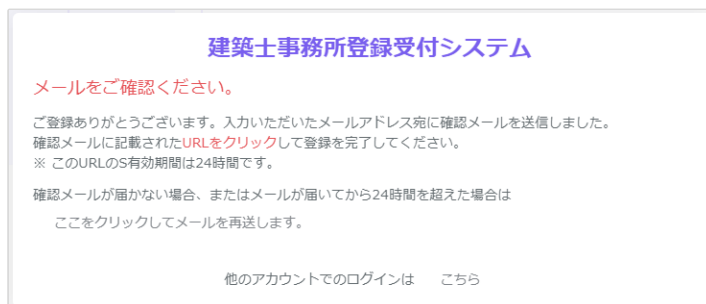 建築士事務所登録受付システム
メールをご確認ください。
ご登録ありがとうございます。入力いただいたメールアドレス宛に確認メールを送信しました。
確認メールに記載されたURLをクリックして登録を完了してください。
※ このURLのS有効期間は24時間です。
確認メールが届かない場合、またはメールが届いてから24時間を超えた場合は
ここをクリックしてメールを再送します。
他のアカウントでのログインは こちら